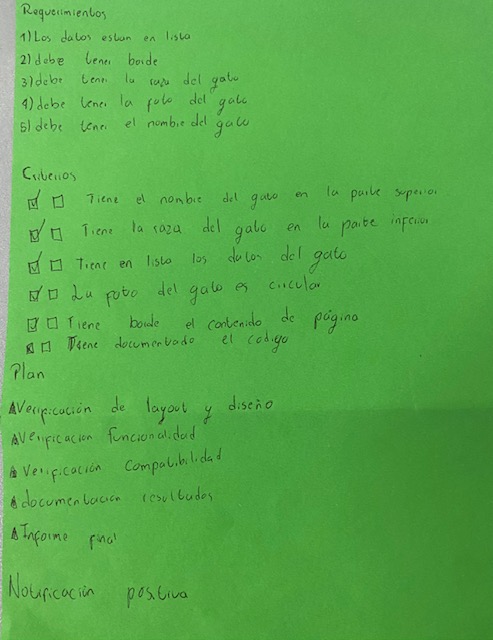 Requerimientos
1) Los datos estan en lista
2) debe tener borde
3) debe tener la raza del gato
4) debe tener la foto del gato
5) debe tener el nombre del gato
Criterios
☑ ☐ Tiene el nombre del gato en la parte superior
☑ ☐ Tiene la raza del gato en la parte inferior
☑ ☐ Tiene en lista los datos del gato
☑ ☐ La foto del gato es circular
☑ ☐ Tiene borde el contenido de página
☑ ☐ Tiene documentado el codigo
Plan
Verificación de layout y diseño
Verificacion funcionalidad
Verificación Compatibilidad
documentacion resultados
Informe final
Notificación positiva